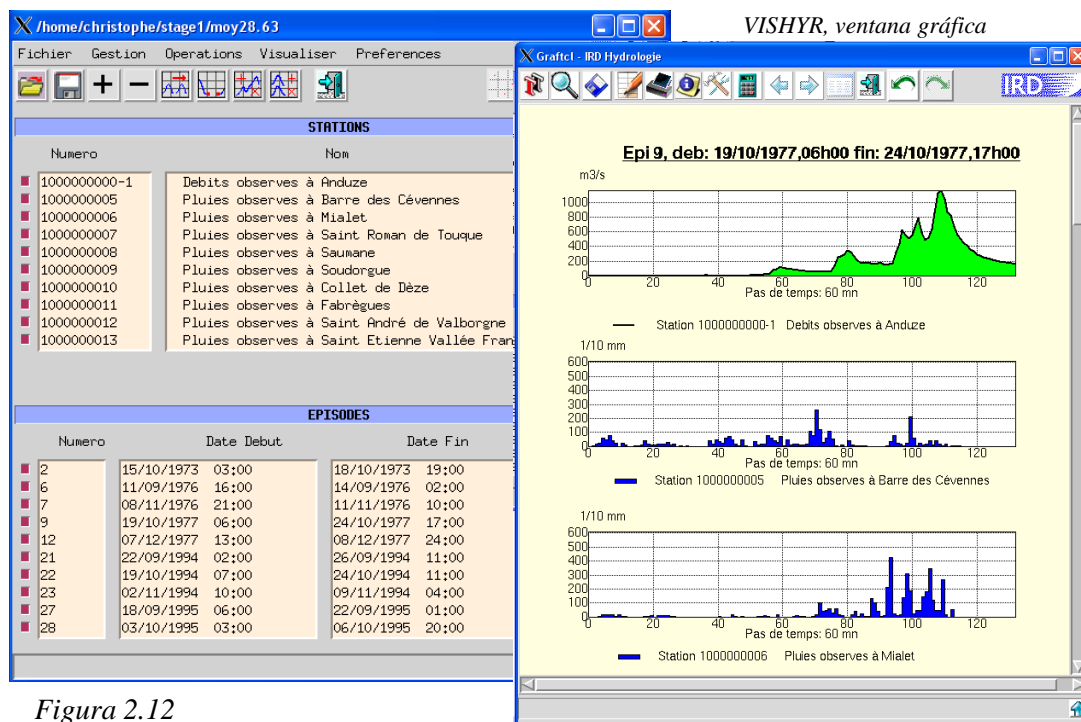 /home/christophe/stage1/moy28.63
VISHYR, ventana gráfica
Fichier Gestion Operations Visualiser Preferences
Graftcl - IRD Hydrologie
IRD
STATIONS
Numero Nom
1000000000-1 Debits observes à Anduze
1000000005 Pluies observes à Barre des Cévennes
1000000006 Pluies observes à Mialet
1000000007 Pluies observes à Saint Roman de Touque
1000000008 Pluies observes à Saumane
1000000009 Pluies observes à Soudorgue
1000000010 Pluies observes à Collet de Dèze
1000000011 Pluies observes à Fabrègues
1000000012 Pluies observes à Saint André de Valborgne
1000000013 Pluies observes à Saint Etienne Vallée Fran
EPISODES
Numero Date Debut Date Fin
2 15/10/1973 03:00 18/10/1973 19:00
6 11/09/1976 16:00 14/09/1976 02:00
7 08/11/1976 21:00 11/11/1976 10:00
9 19/10/1977 06:00 24/10/1977 17:00
12 07/12/1977 13:00 08/12/1977 24:00
21 22/09/1994 02:00 26/09/1994 11:00
22 19/10/1994 07:00 24/10/1994 11:00
23 02/11/1994 10:00 09/11/1994 04:00
27 18/09/1995 06:00 22/09/1995 01:00
28 03/10/1995 03:00 06/10/1995 20:00
Epi 9, deb: 19/10/1977,06h00 fin: 24/10/1977,17h00
m3/s
1000
800
600
400
200
0
0 20 40 60 80 100 120
Pas de temps: 60 mn
Station 1000000000-1 Debits observes à Anduze
1/10 mm
600
500
400
300
200
100
0
0 20 40 60 80 100 120
Pas de temps: 60 mn
Station 1000000005 Pluies observes à Barre des Cévennes
1/10 mm
600
500
400
300
200
100
0
0 20 40 60 80 100 120
Pas de temps: 60 mn
Station 1000000006 Pluies observes à Mialet
Figura 2.12